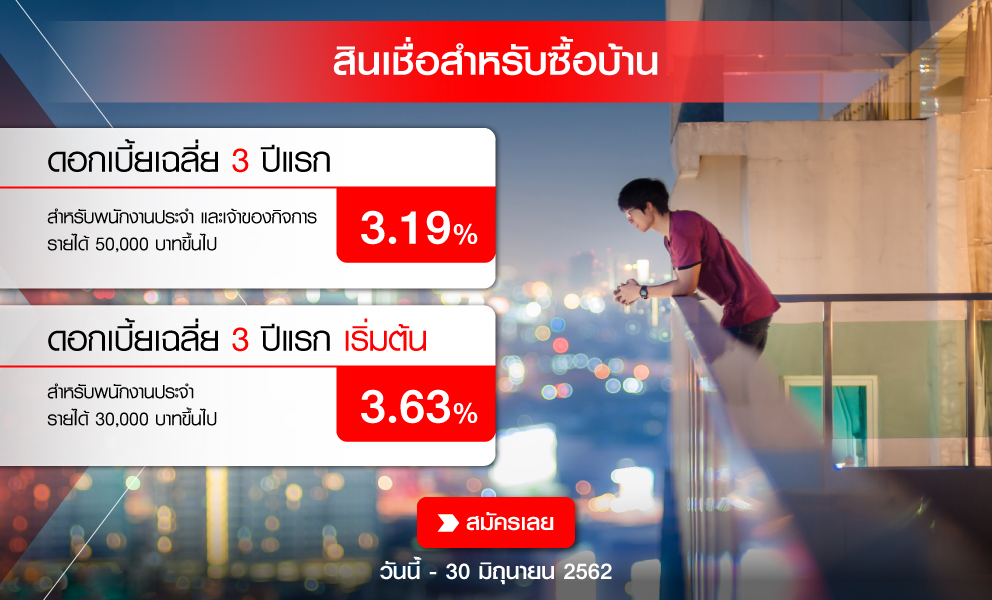 สินเชื่อสำหรับซื้อบ้าน
ดอกเบี้ยเฉลี่ย 3 ปีแรก
สำหรับพนักงานประจำ และเจ้าของกิจการ
รายได้ 50,000 บาทขึ้นไป
3.19%
ดอกเบี้ยเฉลี่ย 3 ปีแรก เริ่มต้น
สำหรับพนักงานประจำ
รายได้ 30,000 บาทขึ้นไป
3.63%
สมัครเลย
วันนี้ - 30 มิถุนายน 2562